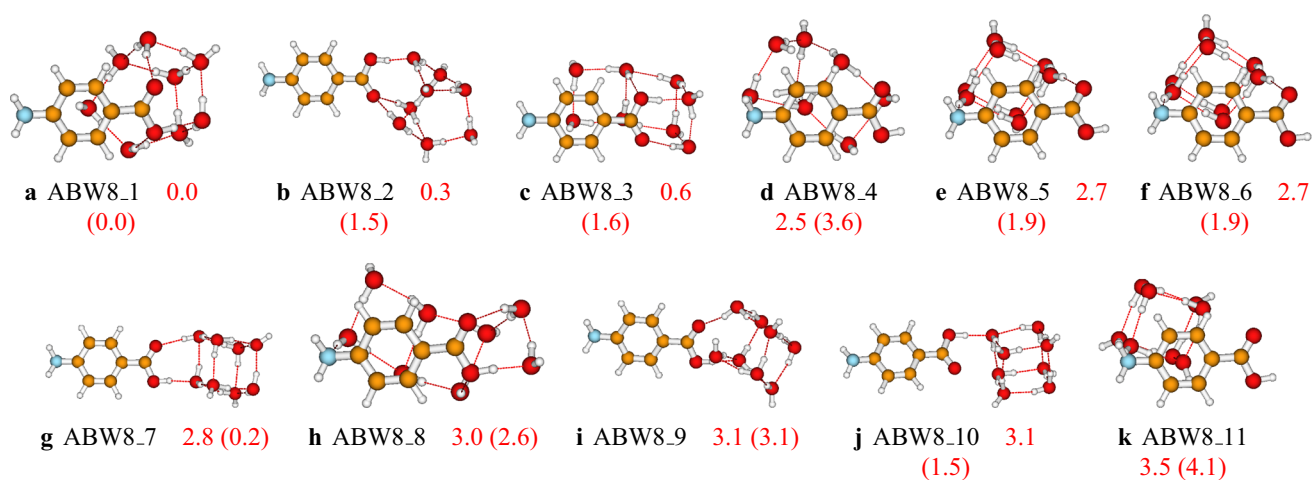 a ABW8_1 0.0
(0.0)
b ABW8_2 0.3
(1.5)
c ABW8_3 0.6
(1.6)
d ABW8_4
2.5 (3.6)
e ABW8_5 2.7
(1.9)
f ABW8_6 2.7
(1.9)
g ABW8_7 2.8 (0.2)
h ABW8_8 3.0 (2.6)
i ABW8_9 3.1 (3.1)
j ABW8_10 3.1
(1.5)
k ABW8_11
3.5 (4.1)